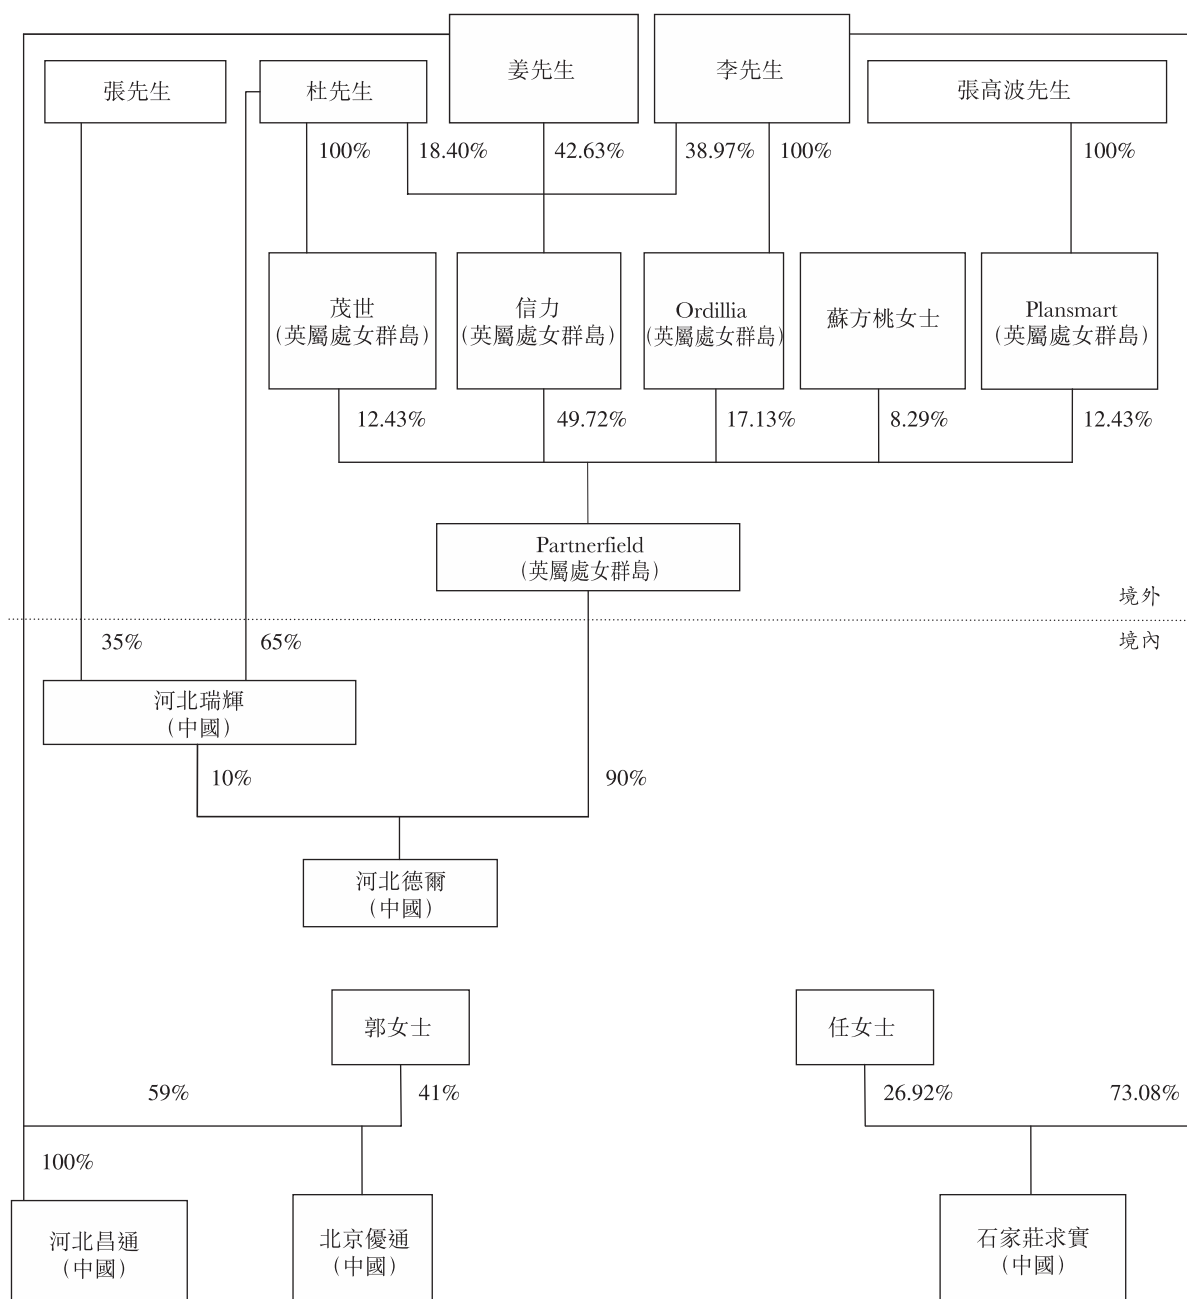 姜先生
李先生
張先生
杜先生
張高波先生
100%
18.40%
42.63%
38.97%
100%
100%
茂世
(英屬處女群島)
信力
(英屬處女群島)
Ordillia
(英屬處女群島)
蘇方桃女士
Plansmart
(英屬處女群島)
12.43%
49.72%
17.13%
8.29%
12.43%
Partnerfield
(英屬處女群島)
境外
境內
35%
65%
河北瑞輝
(中國)
10%
90%
河北德爾
(中國)
郭女士
任女士
59%
41%
26.92%
73.08%
100%
河北昌通
(中國)
北京優通
(中國)
石家莊求實
(中國)